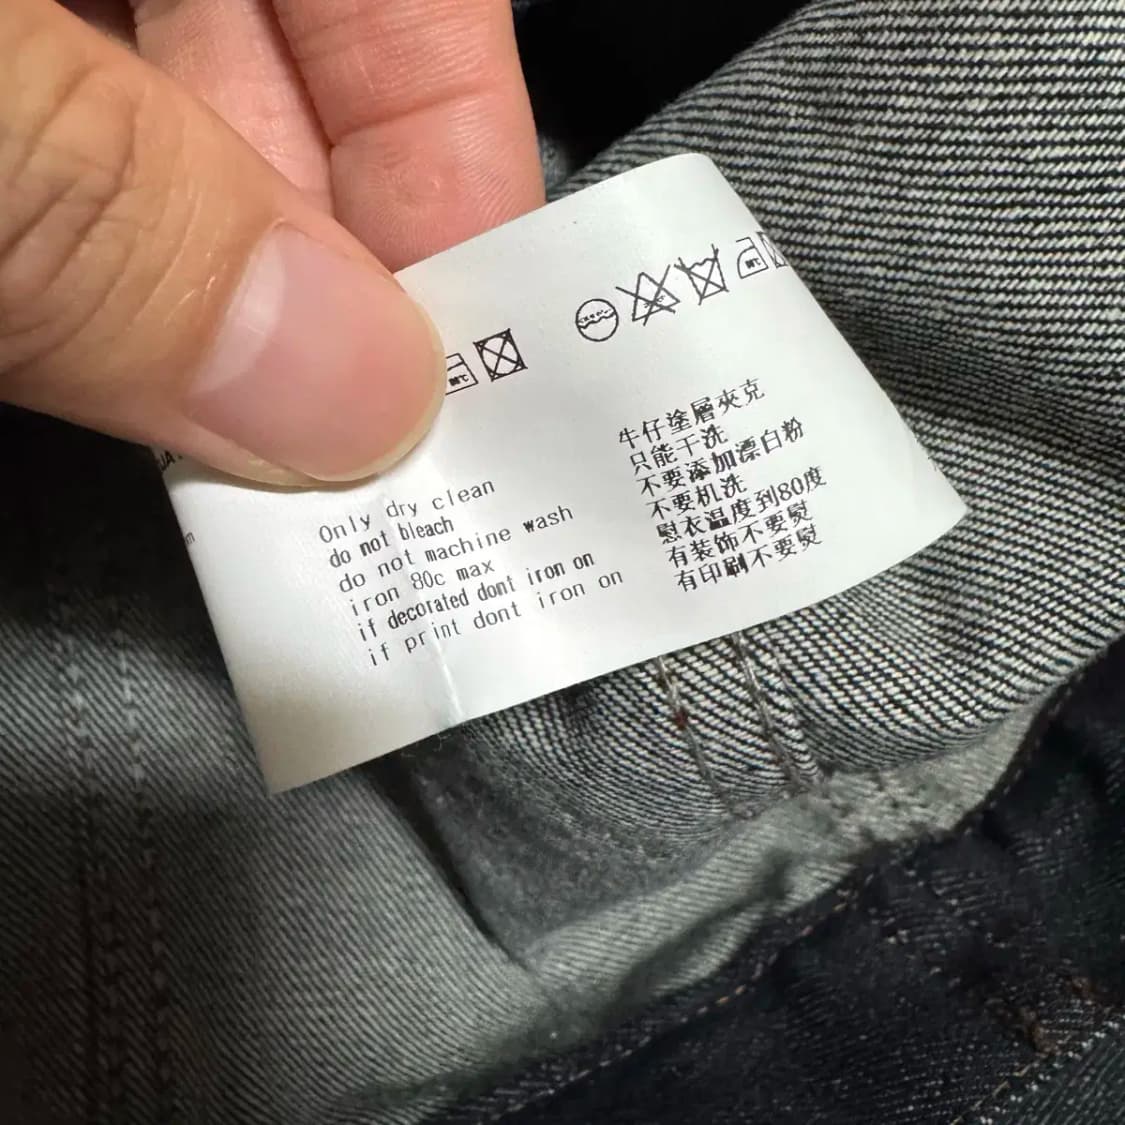 Only dry clean
do not bleach
do not machine wash
iron 80c max
if decorated dont iron on
if print dont iron on
牛仔塗層夾克
只能干洗
不要添加漂白粉
不要机洗
慰衣温度到80度
有装饰不要熨
有印刷不要熨